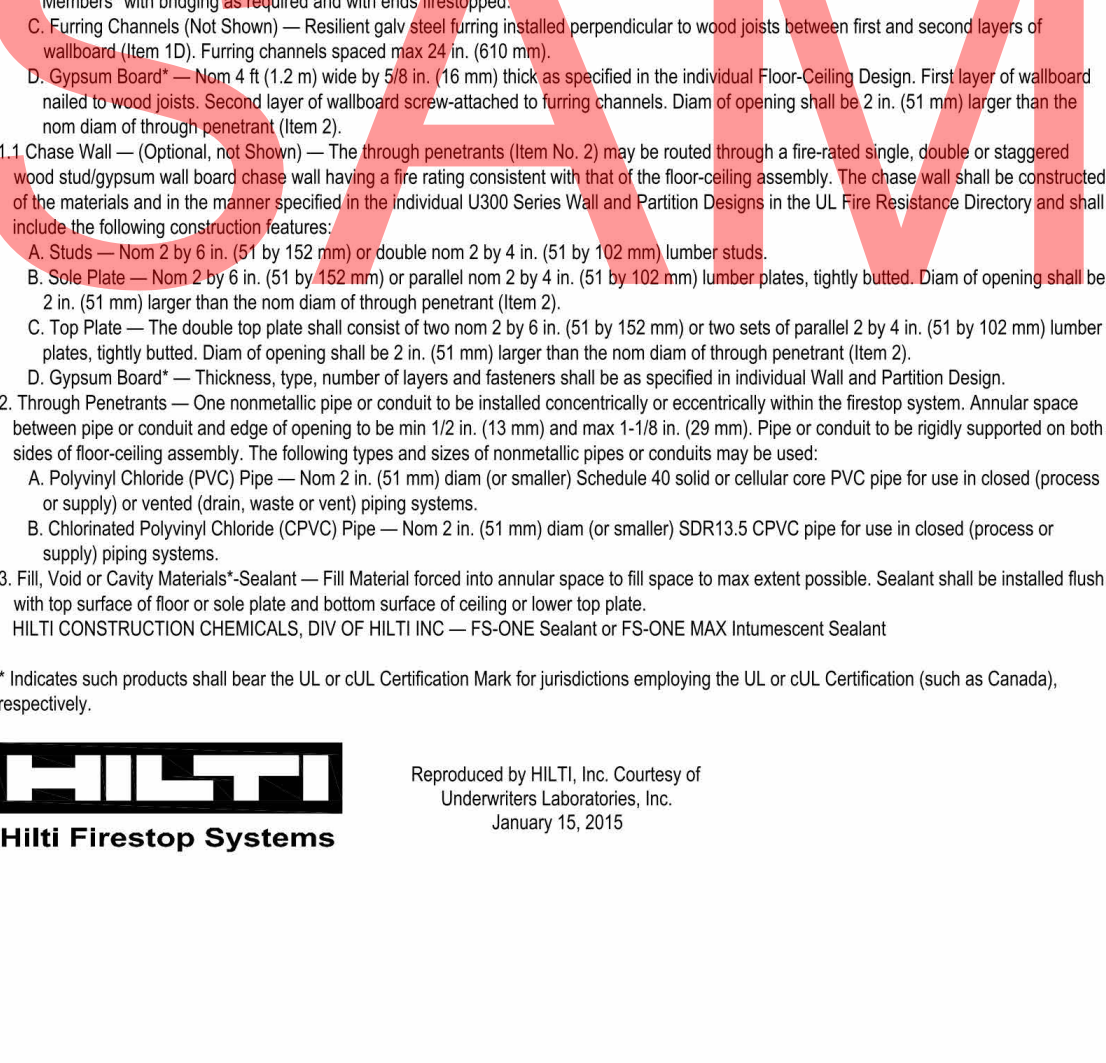 Members* with bridging as required and with ends firestopped.
C. Furring Channels (Not Shown) — Resilient galv steel furring installed perpendicular to wood joists between first and second layers of
wallboard (Item 1D). Furring channels spaced max 24 in. (610 mm).
D. Gypsum Board* — Nom 4 ft (1.2 m) wide by 5/8 in. (16 mm) thick as specified in the individual Floor-Ceiling Design. First layer of wallboard
nailed to wood joists. Second layer of wallboard screw-attached to furring channels. Diam of opening shall be 2 in. (51 mm) larger than the
nom diam of through penetrant (Item 2).
1.1 Chase Wall — (Optional, not Shown) — The through penetrants (Item No. 2) may be routed through a fire-rated single, double or staggered
wood stud/gypsum wall board chase wall having a fire rating consistent with that of the floor-ceiling assembly. The chase wall shall be constructed
of the materials and in the manner specified in the individual U300 Series Wall and Partition Designs in the UL Fire Resistance Directory and shall
include the following construction features:
A. Studs — Nom 2 by 6 in. (51 by 152 mm) or double nom 2 by 4 in. (51 by 102 mm) lumber studs.
B. Sole Plate — Nom 2 by 6 in. (51 by 152 mm) or parallel nom 2 by 4 in. (51 by 102 mm) lumber plates, tightly butted. Diam of opening shall be
2 in. (51 mm) larger than the nom diam of through penetrant (Item 2).
C. Top Plate — The double top plate shall consist of two nom 2 by 6 in. (51 by 152 mm) or two sets of parallel 2 by 4 in. (51 by 102 mm) lumber
plates, tightly butted. Diam of opening shall be 2 in. (51 mm) larger than the nom diam of through penetrant (Item 2).
D. Gypsum Board* — Thickness, type, number of layers and fasteners shall be as specified in individual Wall and Partition Design.
2. Through Penetrants — One nonmetallic pipe or conduit to be installed concentrically or eccentrically within the firestop system. Annular space
between pipe or conduit and edge of opening to be min 1/2 in. (13 mm) and max 1-1/8 in. (29 mm). Pipe or conduit to be rigidly supported on both
sides of floor-ceiling assembly. The following types and sizes of nonmetallic pipes or conduits may be used:
A. Polyvinyl Chloride (PVC) Pipe — Nom 2 in. (51 mm) diam (or smaller) Schedule 40 solid or cellular core PVC pipe for use in closed (process
or supply) or vented (drain, waste or vent) piping systems.
B. Chlorinated Polyvinyl Chloride (CPVC) Pipe — Nom 2 in. (51 mm) diam (or smaller) SDR13.5 CPVC pipe for use in closed (process or
supply) piping systems.
3. Fill, Void or Cavity Materials*-Sealant — Fill Material forced into annular space to fill space to max extent possible. Sealant shall be installed flush
with top surface of floor or sole plate and bottom surface of ceiling or lower top plate.
HILTI CONSTRUCTION CHEMICALS, DIV OF HILTI INC — FS-ONE Sealant or FS-ONE MAX Intumescent Sealant
* Indicates such products shall bear the UL or cUL Certification Mark for jurisdictions employing the UL or cUL Certification (such as Canada),
respectively.
HILTI
Hilti Firestop Systems
Reproduced by HILTI, Inc. Courtesy of
Underwriters Laboratories, Inc.
January 15, 2015
SAM